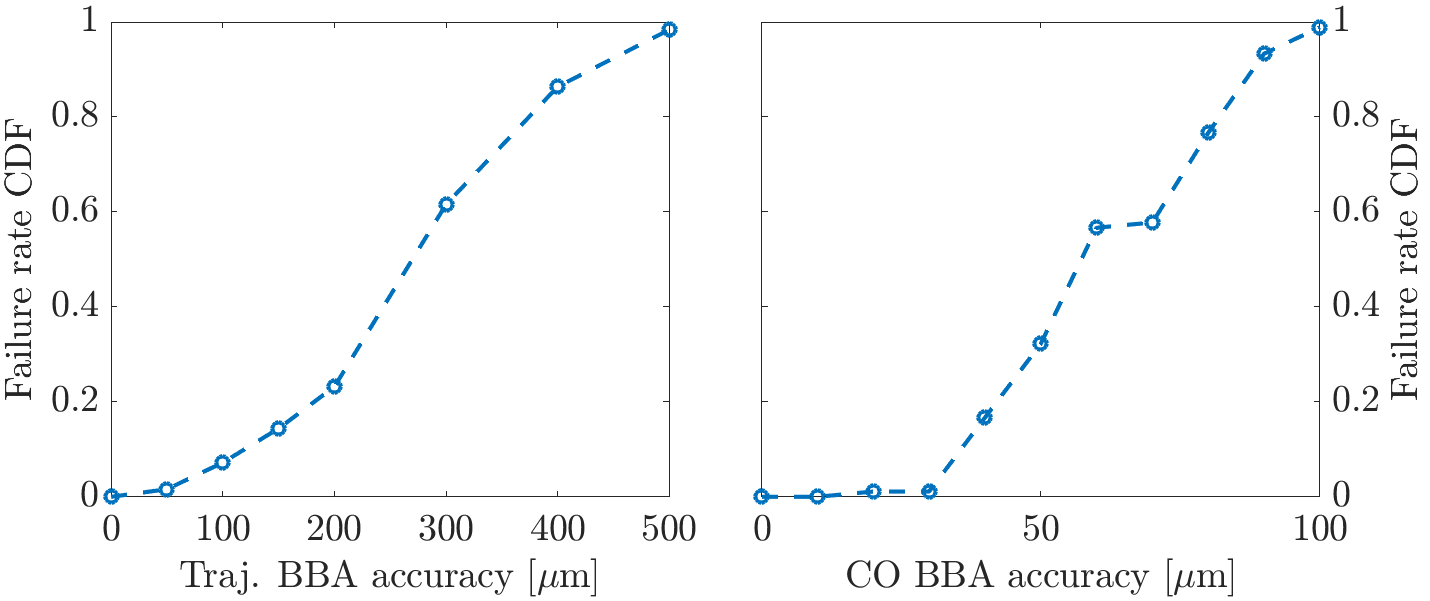 Failure rate CDF
1
0.8
0.6
0.4
0.2
0
0 100 200 300 400 500
Traj. BBA accuracy [μm]
0 50 100
CO BBA accuracy [μm]
1
0.8
0.6
0.4
0.2
0
Failure rate CDF